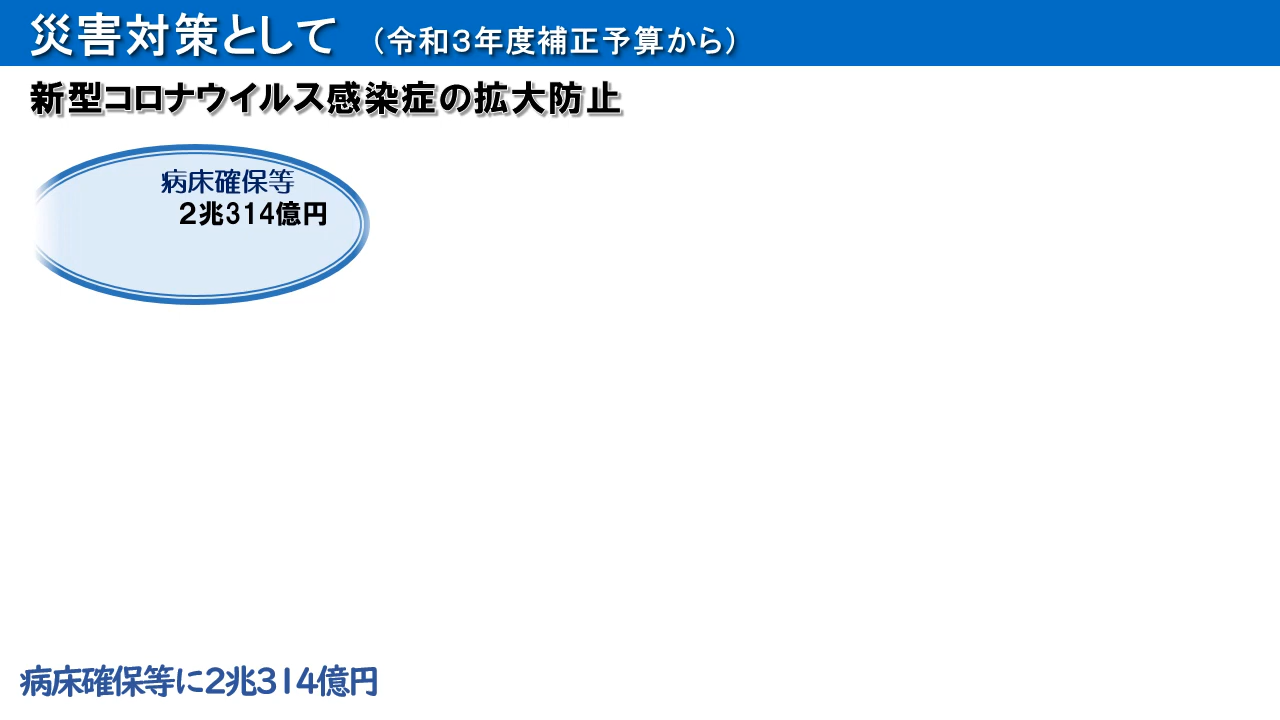 災害対策として （令和３年度補正予算から）
新型コロナウイルス感染症の拡大防止
病床確保等
２兆314億円
病床確保等に2兆314億円